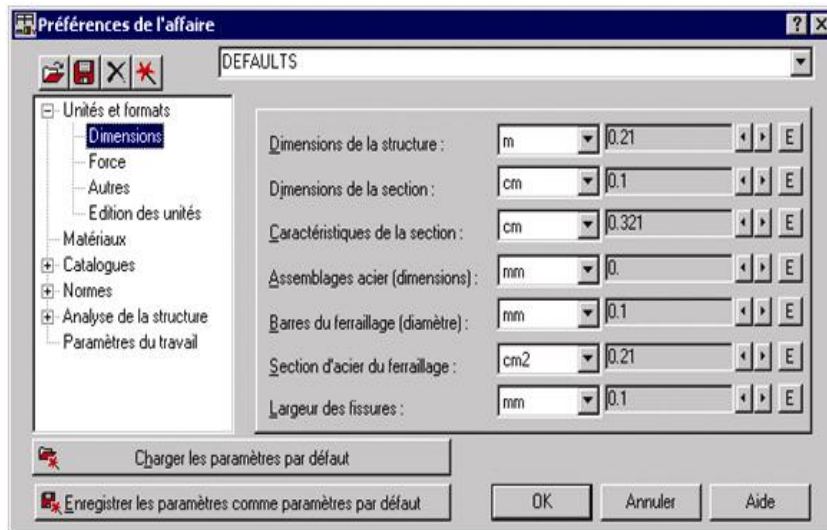 Préférences de l'affaire
DEFAULTS
Unités et formats
Dimensions
Force
Autres
Edition des unités
Matériaux
Catalogues
Normes
Analyse de la structure
Paramètres du travail
Dimensions de la structure : m 0.21 E
Dimensions de la section : cm 0.1 E
Caractéristiques de la section : cm 0.321 E
Assemblages acier (dimensions) : mm 0. E
Barres du ferraillage (diamètre) : mm 0.1 E
Section d'acier du ferraillage : cm2 0.21 E
Largeur des fissures : mm 0.1 E
Charger les paramètres par défaut
Enregistrer les paramètres comme paramètres par défaut
OK Annuler Aide